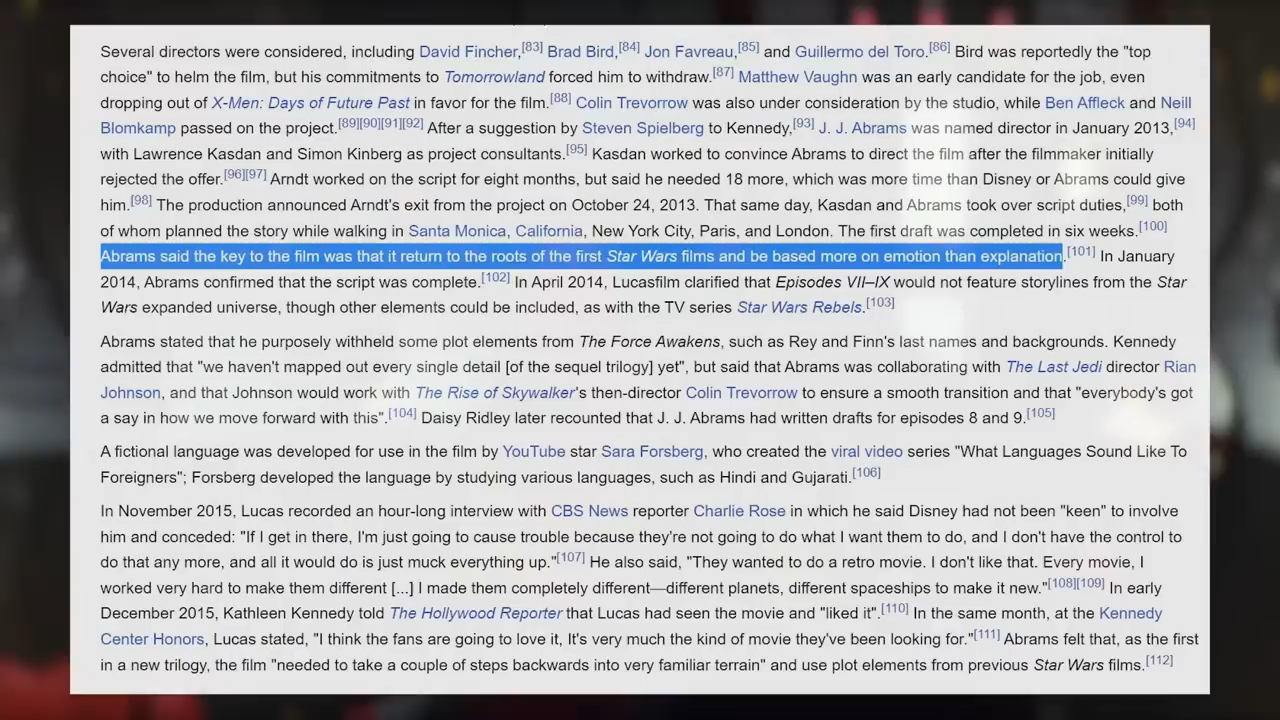 Several directors were considered, including David Fincher,[83] Brad Bird,[84] Jon Favreau,[85] and Guillermo del Toro.[86] Bird was reportedly the "top
choice" to helm the film, but his commitments to Tomorrowland forced him to withdraw.[87] Matthew Vaughn was an early candidate for the job, even
dropping out of X-Men: Days of Future Past in favor for the film.[88] Colin Trevorrow was also under consideration by the studio, while Ben Affleck and Neill
Blomkamp passed on the project.[89][90][91][92] After a suggestion by Steven Spielberg to Kennedy,[93] J. J. Abrams was named director in January 2013,[94]
with Lawrence Kasdan and Simon Kinberg as project consultants.[95] Kasdan worked to convince Abrams to direct the film after the filmmaker initially
rejected the offer.[96][97] Arndt worked on the script for eight months, but said he needed 18 more, which was more time than Disney or Abrams could give
him.[98] The production announced Arndt's exit from the project on October 24, 2013. That same day, Kasdan and Abrams took over script duties,[99] both
of whom planned the story while walking in Santa Monica, California, New York City, Paris, and London. The first draft was completed in six weeks.[100]
Abrams said the key to the film was that it return to the roots of the first Star Wars films and be based more on emotion than explanation.[101] In January
2014, Abrams confirmed that the script was complete.[102] In April 2014, Lucasfilm clarified that Episodes VII–IX would not feature storylines from the Star
Wars expanded universe, though other elements could be included, as with the TV series Star Wars Rebels.[103]
Abrams stated that he purposely withheld some plot elements from The Force Awakens, such as Rey and Finn's last names and backgrounds. Kennedy
admitted that "we haven't mapped out every single detail [of the sequel trilogy] yet", but said that Abrams was collaborating with The Last Jedi director Rian
Johnson, and that Johnson would work with The Rise of Skywalker's then-director Colin Trevorrow to ensure a smooth transition and that "everybody's got
a say in how we move forward with this".[104] Daisy Ridley later recounted that J. J. Abrams had written drafts for episodes 8 and 9.[105]
A fictional language was developed for use in the film by YouTube star Sara Forsberg, who created the viral video series "What Languages Sound Like To
Foreigners"; Forsberg developed the language by studying various languages, such as Hindi and Gujarati.[106]
In November 2015, Lucas recorded an hour-long interview with CBS News reporter Charlie Rose in which he said Disney had not been "keen" to involve
him and conceded: "If I get in there, I'm just going to cause trouble because they're not going to do what I want them to do, and I don't have the control to
do that any more, and all it would do is just muck everything up."[107] He also said, "They wanted to do a retro movie. I don't like that. Every movie, I
worked very hard to make them different [...] I made them completely different—different planets, different spaceships to make it new."[108][109] In early
December 2015, Kathleen Kennedy told The Hollywood Reporter that Lucas had seen the movie and "liked it".[110] In the same month, at the Kennedy
Center Honors, Lucas stated, "I think the fans are going to love it, It's very much the kind of movie they've been looking for."[111] Abrams felt that, as the first
in a new trilogy, the film "needed to take a couple of steps backwards into very familiar terrain" and use plot elements from previous Star Wars films.[112]